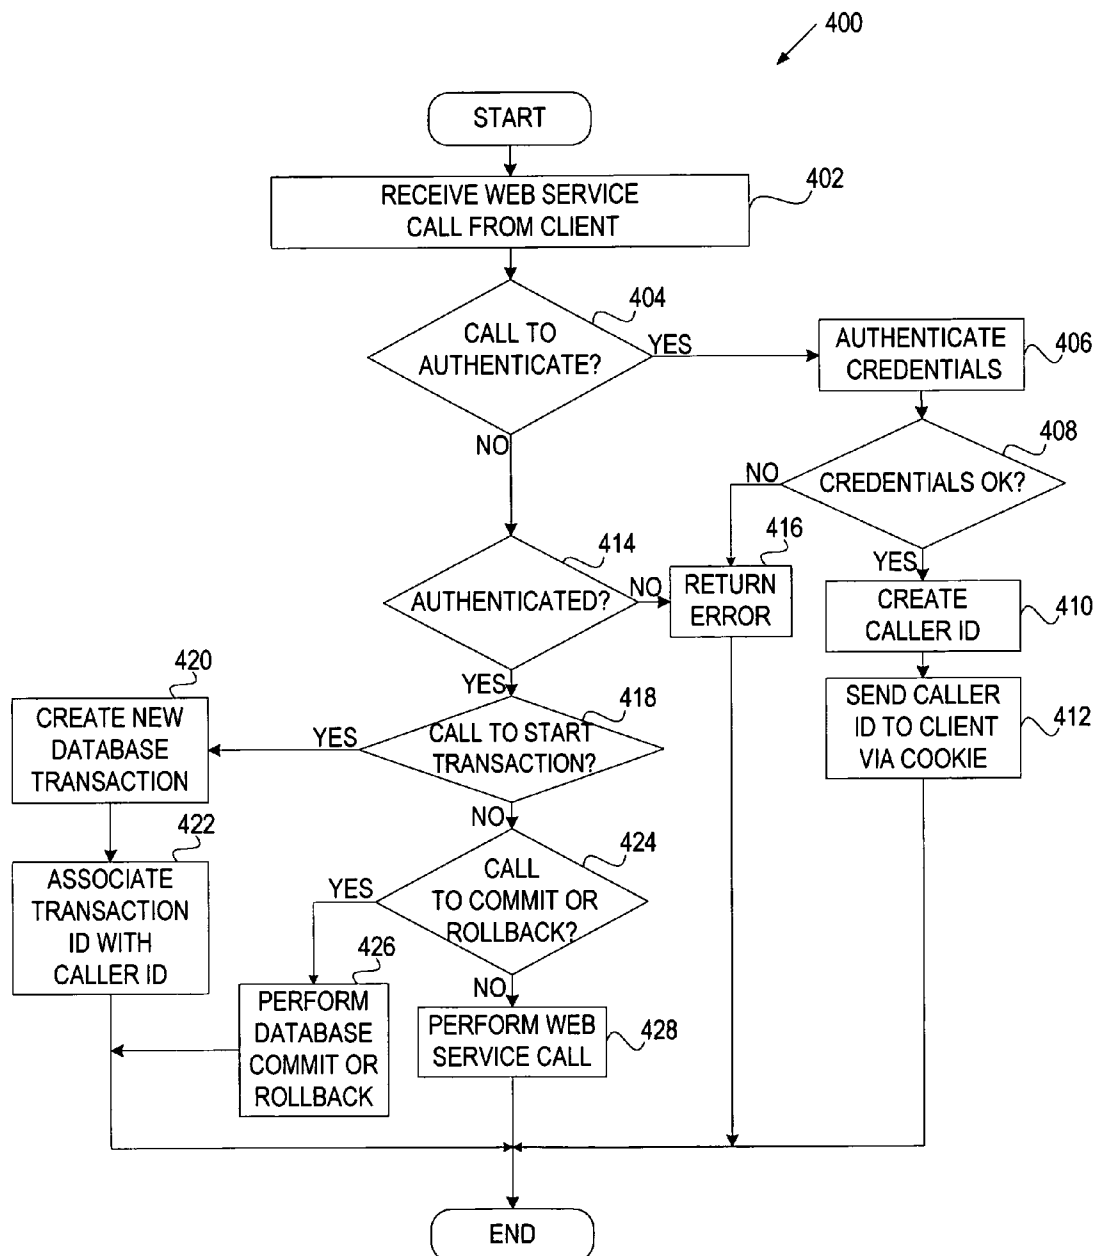 400
START
RECEIVE WEB SERVICE
CALL FROM CLIENT
402
CALL TO
AUTHENTICATE?
404
YES
AUTHENTICATE
CREDENTIALS
406
NO
CREDENTIALS OK?
408
NO
YES
AUTHENTICATED?
414
NO
RETURN
ERROR
416
CREATE
CALLER ID
410
YES
SEND CALLER
ID TO CLIENT
VIA COOKIE
412
CALL TO START
TRANSACTION?
418
YES
CREATE NEW
DATABASE
TRANSACTION
420
NO
ASSOCIATE
TRANSACTION
ID WITH
CALLER ID
422
CALL
TO COMMIT OR
ROLLBACK?
424
YES
PERFORM
DATABASE
COMMIT OR
ROLLBACK
426
NO
PERFORM WEB
SERVICE CALL
428
END